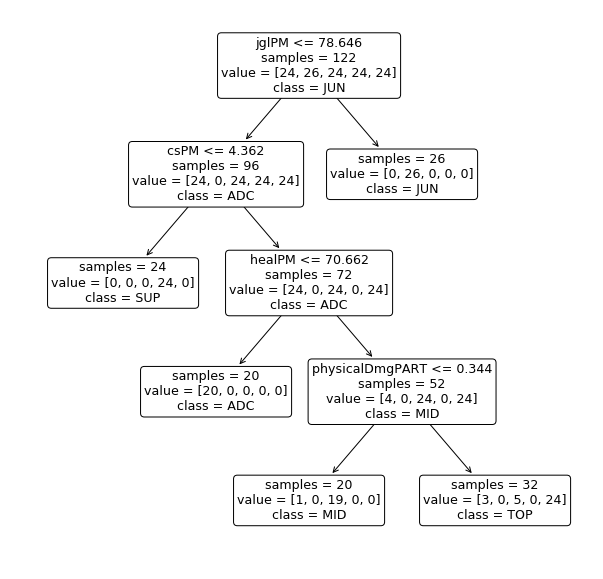 jglPM <= 78.646
samples = 122
value = [24, 26, 24, 24, 24]
class = JUN
csPM <= 4.362
samples = 96
value = [24, 0, 24, 24, 24]
class = ADC
samples = 26
value = [0, 26, 0, 0, 0]
class = JUN
samples = 24
value = [0, 0, 0, 24, 0]
class = SUP
healPM <= 70.662
samples = 72
value = [24, 0, 24, 0, 24]
class = ADC
samples = 20
value = [20, 0, 0, 0, 0]
class = ADC
physicalDmgPART <= 0.344
samples = 52
value = [4, 0, 24, 0, 24]
class = MID
samples = 20
value = [1, 0, 19, 0, 0]
class = MID
samples = 32
value = [3, 0, 5, 0, 24]
class = TOP